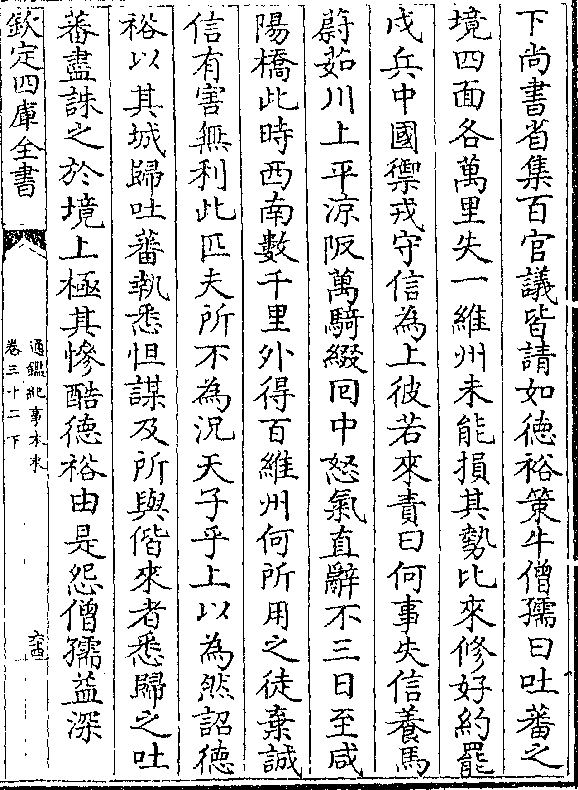 下尚書省集百官議皆請如德裕策牛僧孺曰吐蕃之
境四面各萬里失一維州未能損其勢比來修好約罷
戍兵中國禦戎守信為上彼若來責曰何事失信養馬
蔚茹川上平涼阪萬騎綴回中怒氣直辭不三日至咸
陽橋此時西南數千里外得百維州何所用之徒棄誠
信有害無利此匹夫所不為況天子乎上以為然詔德
裕以其城歸吐蕃執悉怛謀及所與偕來者悉歸之吐
蕃盡誅之於境上極其慘酷德裕由是怨僧孺益深
欽定四庫全書
通鑑紀事本末
卷三十二下
六四